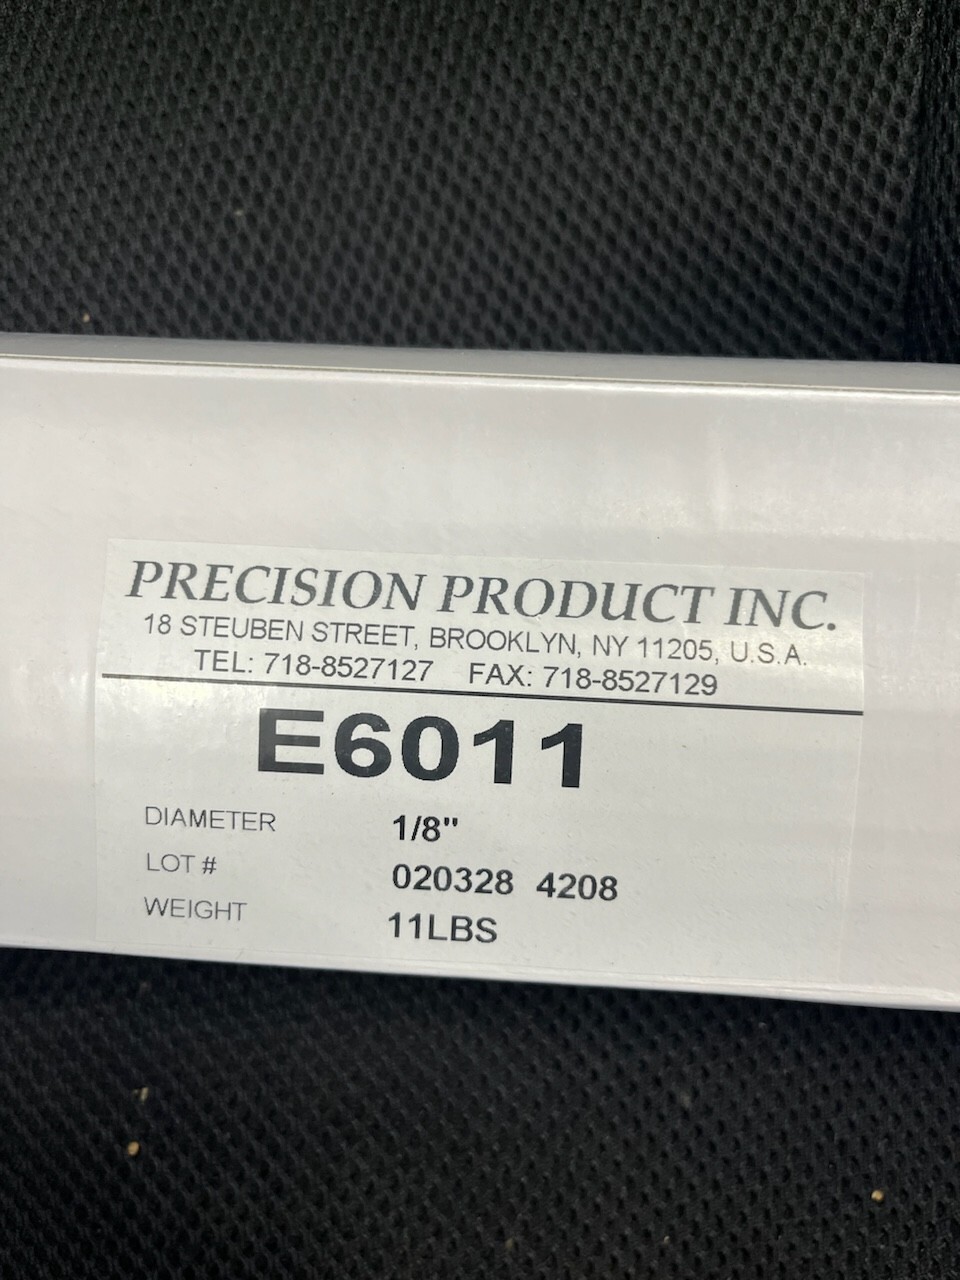 PRECISION PRODUCT INC.
18 STEUBEN STREET, BROOKLYN, NY 11205, U.S.A.
TEL: 718-8527127 FAX: 718-8527129
E6011
DIAMETER 1/8"
LOT # 020328 4208
WEIGHT 11LBS